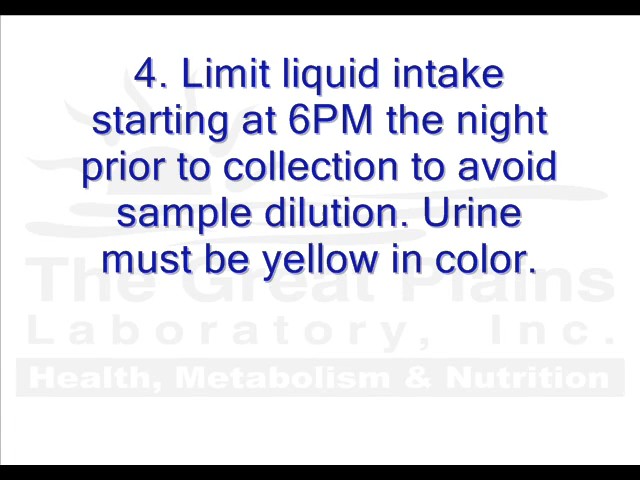 4. Limit liquid intake
starting at 6PM the night
prior to collection to avoid
sample dilution. Urine
must be yellow in color.
The Great Plains
Laboratory, Inc.
Health, Metabolism & Nutrition